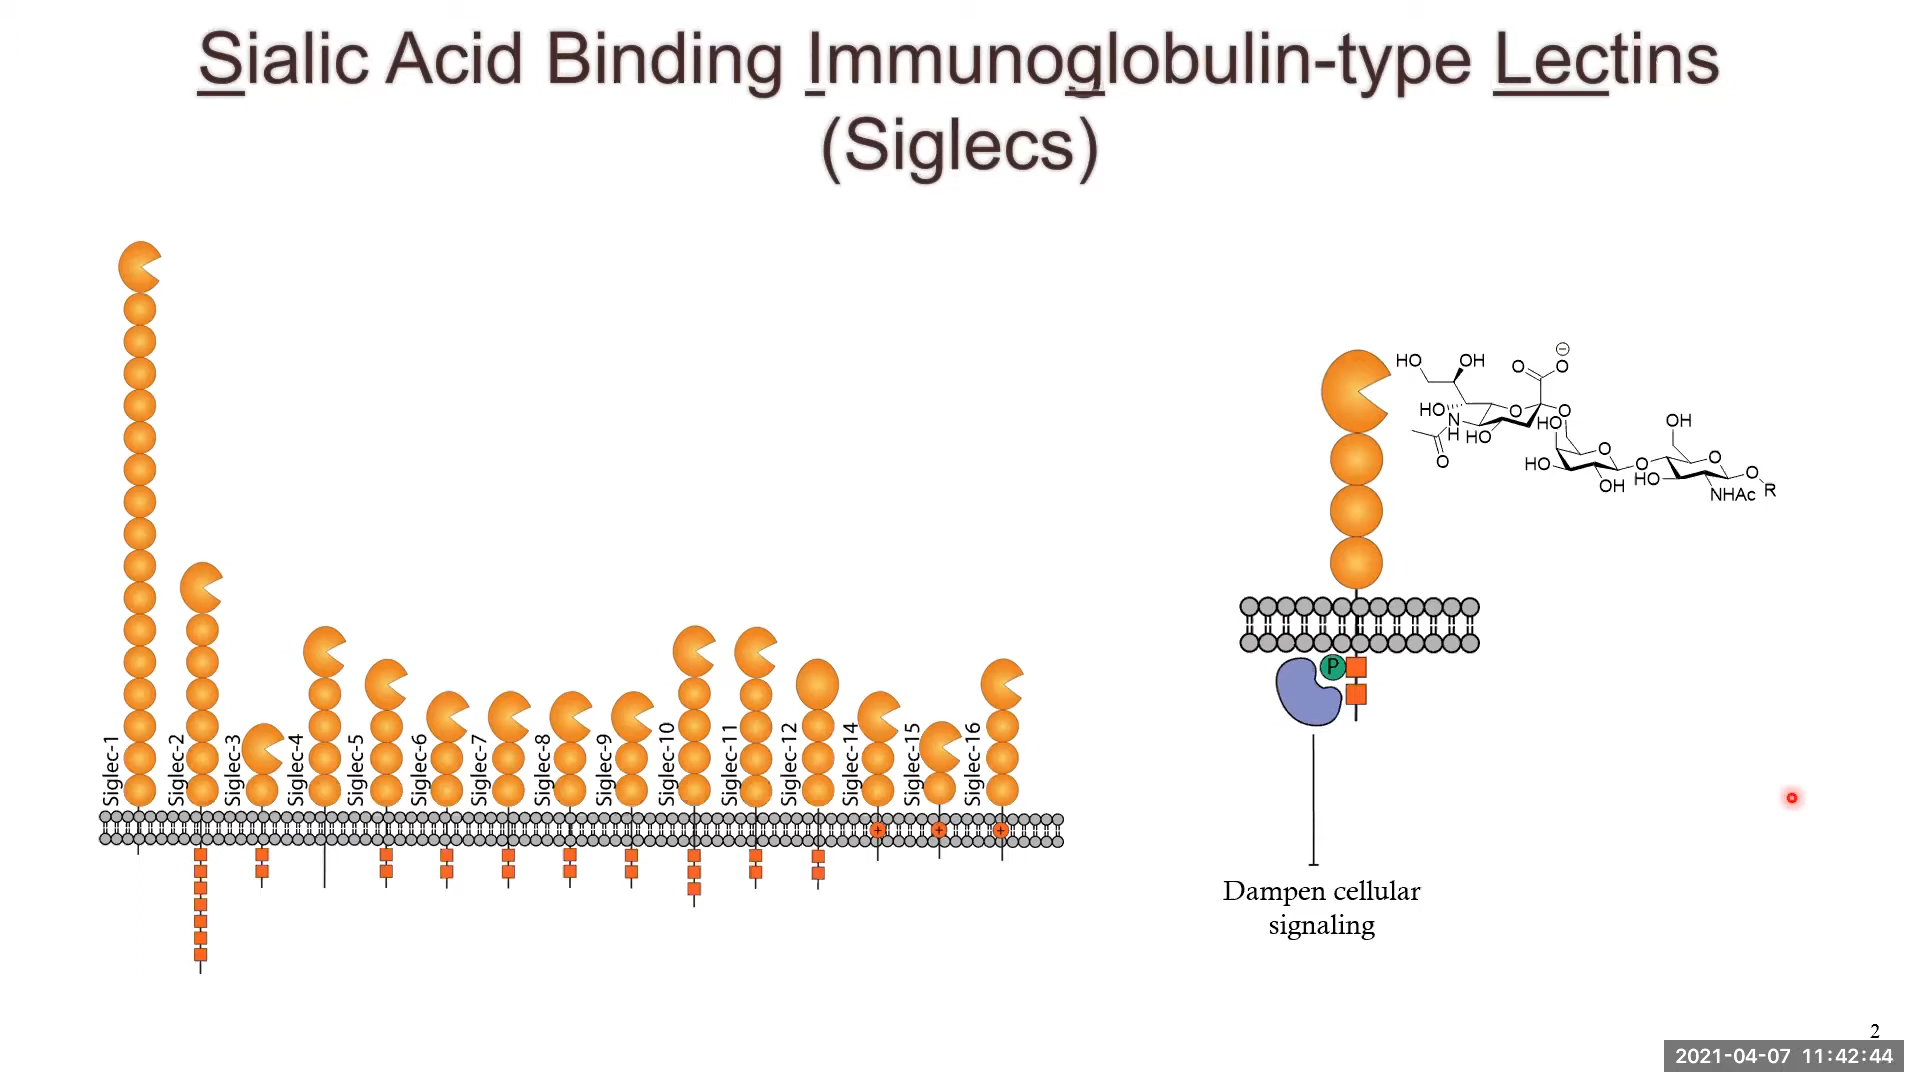 Sialic Acid Binding Immunoglobulin-type Lectins
(Siglecs)
Siglec-1
Siglec-2
Siglec-3
Siglec-4
Siglec-5
Siglec-6
Siglec-7
Siglec-8
Siglec-9
Siglec-10
Siglec-11
Siglec-12
Siglec-14
Siglec-15
Siglec-16
+
+
+
HO
OH
O
O
⊖
HO
O
O
N
H
HO
O
HO
O
HO
OH
O
OH
O
HO
NHAc
O
R
P
Dampen cellular
signaling
2
2021-04-07 11:42:44